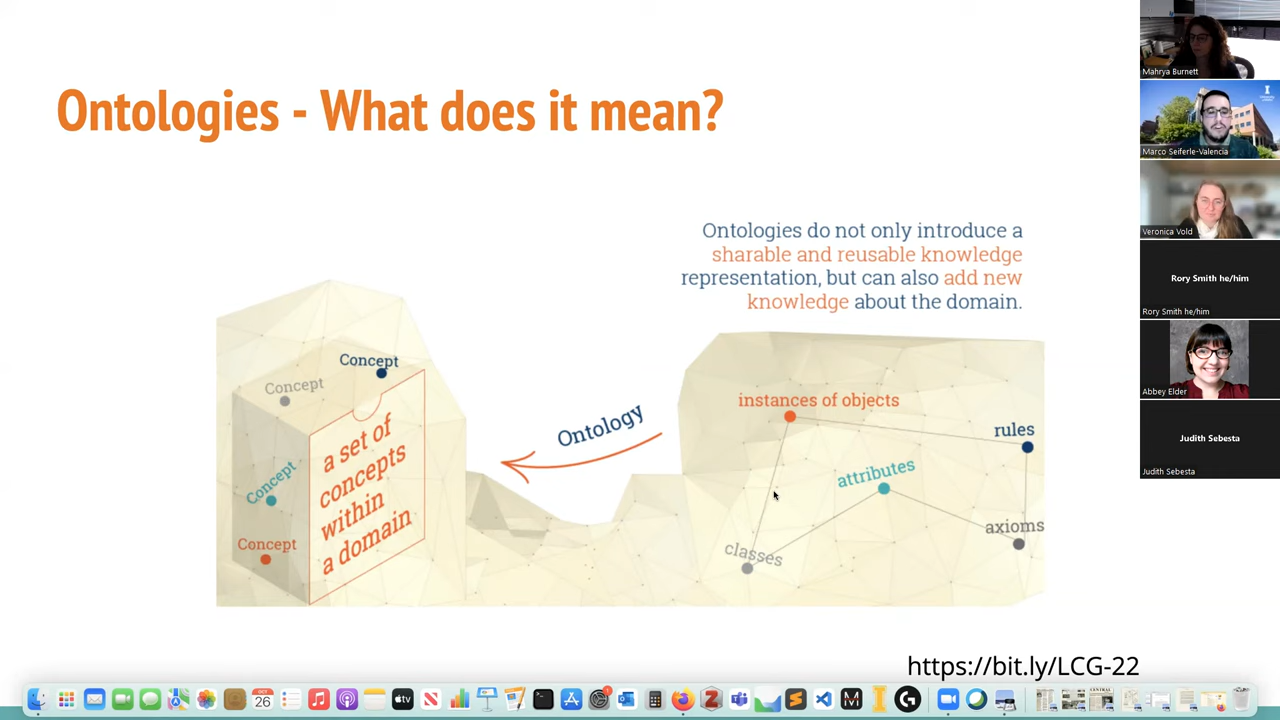 Ontologies - What does it mean?
Ontologies do not only introduce a
sharable and reusable knowledge
representation, but can also add new
knowledge about the domain.
Concept
Concept
Concept
Concept
a set of
concepts
within
a domain
Ontology
instances of objects
rules
attributes
axioms
classes
https://bit.ly/LCG-22
Mahrya Burnett
Marco Seiferle-Valencia
Veronica Vold
Rory Smith he/him
Rory Smith he/him
Abbey Elder
Judith Sebesta
Judith Sebesta
OCT
26
tv